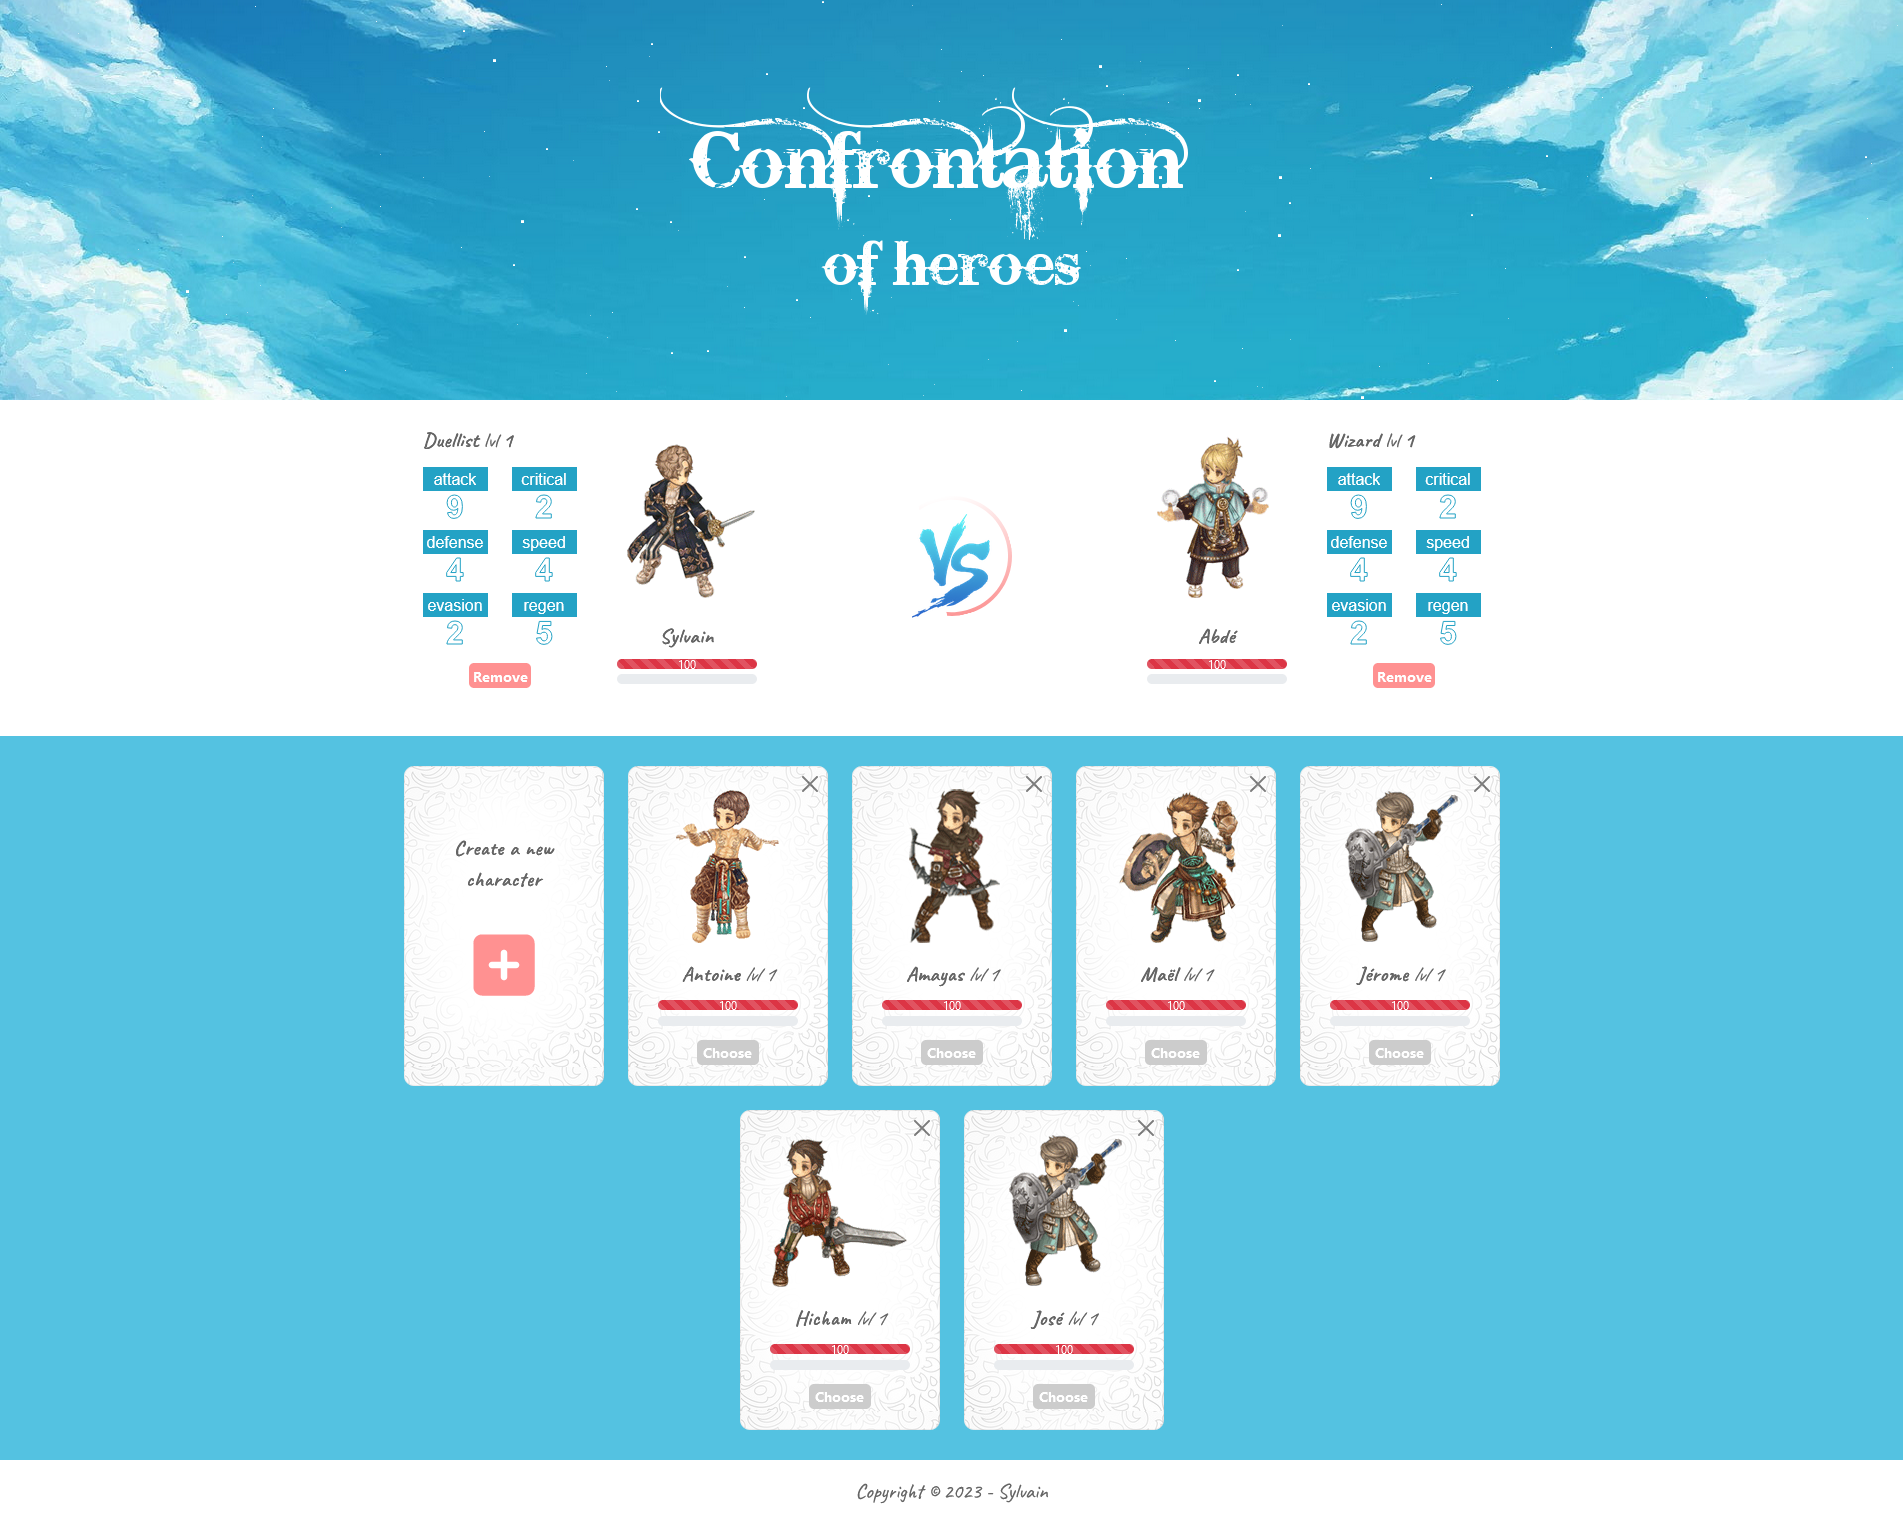 Confrontation
of heroes
Duellist lvl 1
attack critical
9 2
defense speed
4 4
evasion regen
2 5
Remove
Sylvain
100
VS
Abdé
100
Wizard lvl 1
attack critical
9 2
defense speed
4 4
evasion regen
2 5
Remove
Create a new
character
Antoine lvl 1
100
Choose
Amayas lvl 1
100
Choose
Maël lvl 1
100
Choose
Jérome lvl 1
100
Choose
Hicham lvl 1
100
Choose
José lvl 1
100
Choose
Copyright © 2023 - Sylvain